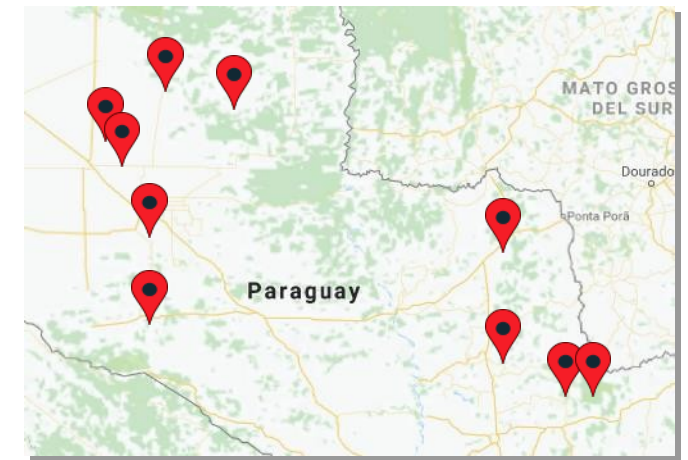 MATO GROS
DEL SUR
Dourado
Ponta Porã
Paraguay